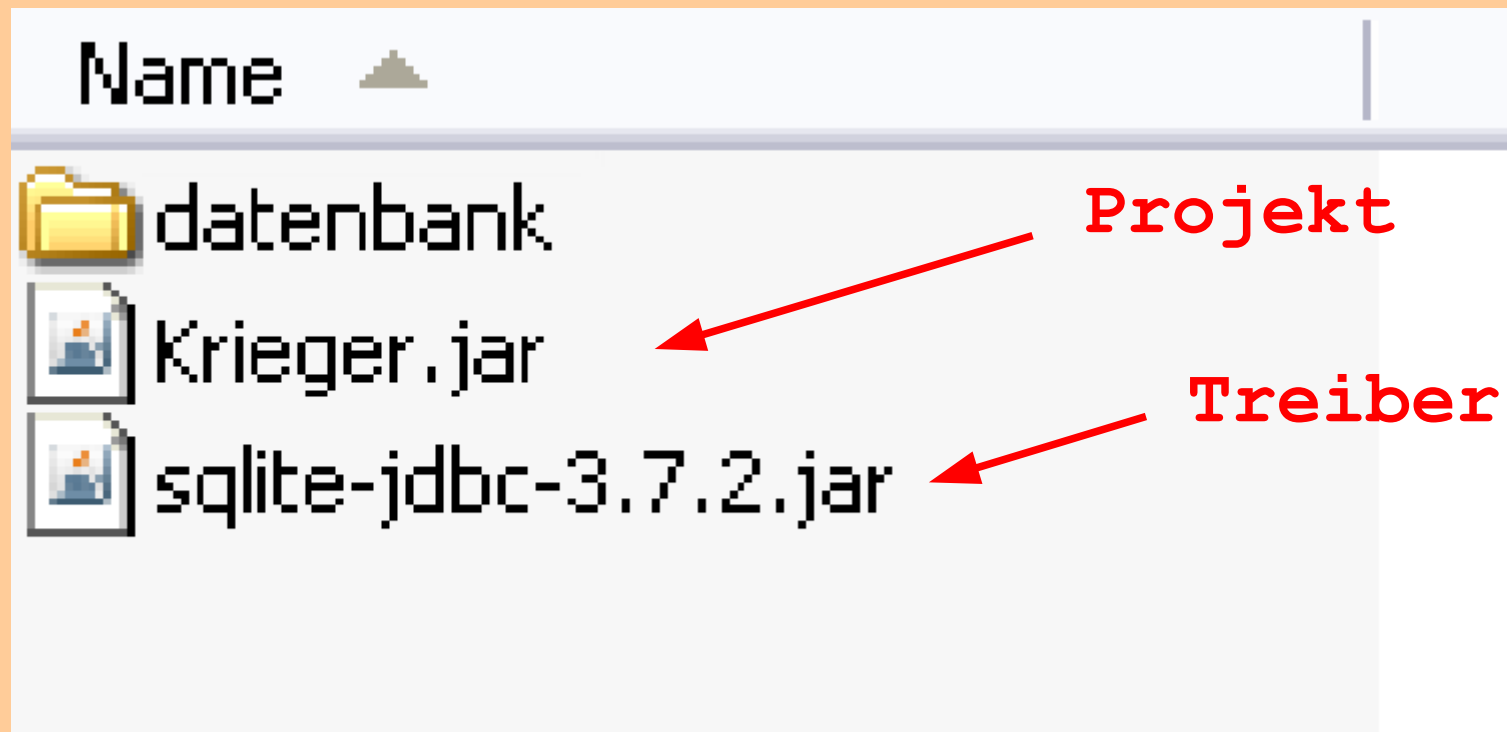 Name
datenbank
Projekt
Krieger.jar
Treiber
sqlite-jdbc-3.7.2.jar